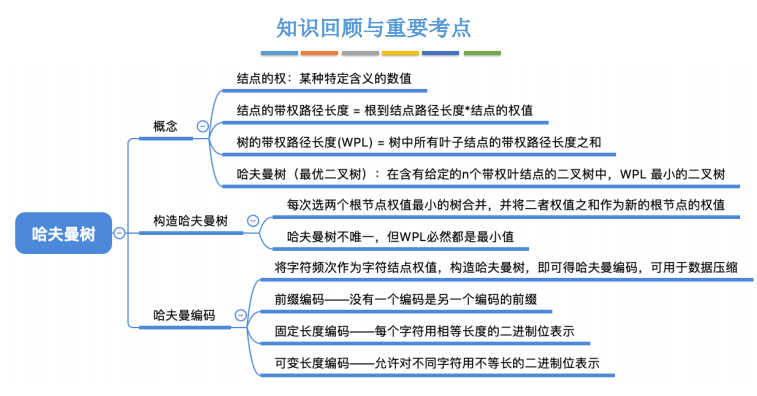 知识回顾与重要考点
结点的权：某种特定含义的数值
结点的带权路径长度 = 根到结点路径长度*结点的权值
概念
树的带权路径长度(WPL) = 树中所有叶子结点的带权路径长度之和
哈夫曼树（最优二叉树）：在含有给定的n个带权叶结点的二叉树中，WPL 最小的二叉树
每次选两个根节点权值最小的树合并，并将二者权值之和作为新的根节点的权值
构造哈夫曼树
哈夫曼树
哈夫曼树不唯一，但WPL必然都是最小值
将字符频次作为字符结点权值，构造哈夫曼树，即可得哈夫曼编码，可用于数据压缩
前缀编码——没有一个编码是另一个编码的前缀
哈夫曼编码
固定长度编码——每个字符用相等长度的二进制位表示
可变长度编码——允许对不同字符用不等长的二进制位表示